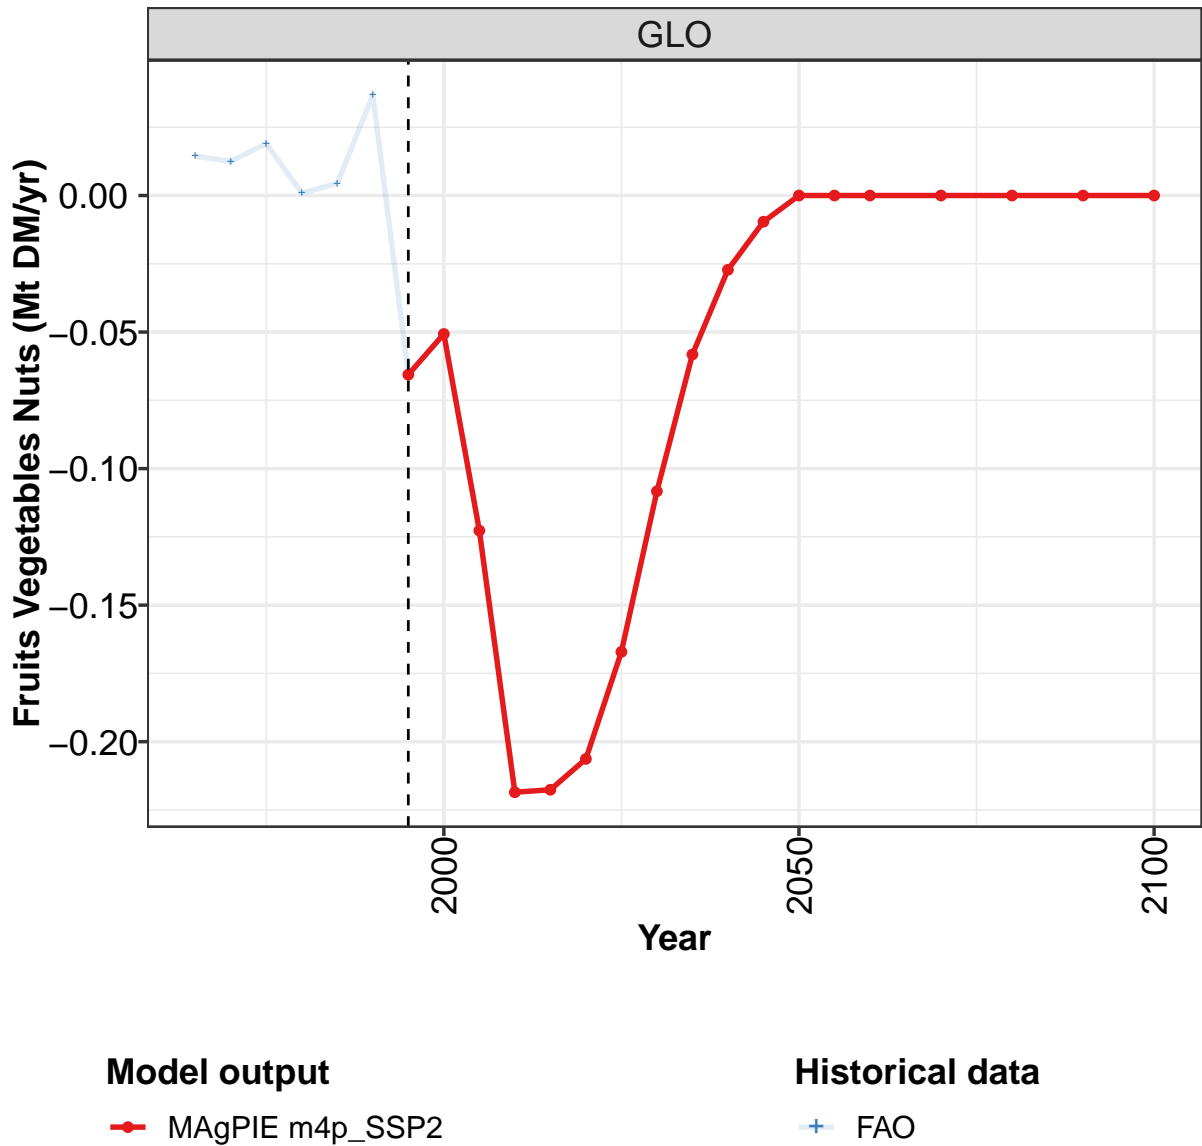 GLO
Fruits Vegetables Nuts (Mt DM/yr)
0.00
−0.05
−0.10
−0.15
−0.20
2000
2050
2100
Year
Model output
MAgPIE m4p_SSP2
Historical data
FAO